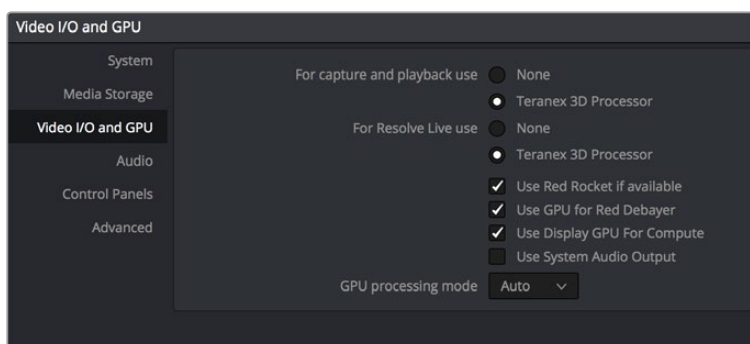 Video I/O and GPU
System
Media Storage
Video I/O and GPU
Audio
Control Panels
Advanced
For capture and playback use
None
Teranex 3D Processor
For Resolve Live use
None
Teranex 3D Processor
Use Red Rocket if available
Use GPU for Red Debayer
Use Display GPU For Compute
Use System Audio Output
GPU processing mode
Auto